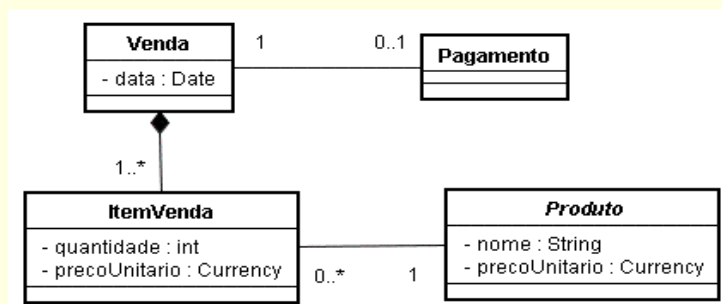 Venda
1
0..1
- data : Date
Pagamento
1..*
ItemVenda
- quantidade : int
- precoUnitario : Currency
0..*
1
Produto
- nome : String
- precoUnitario : Currency